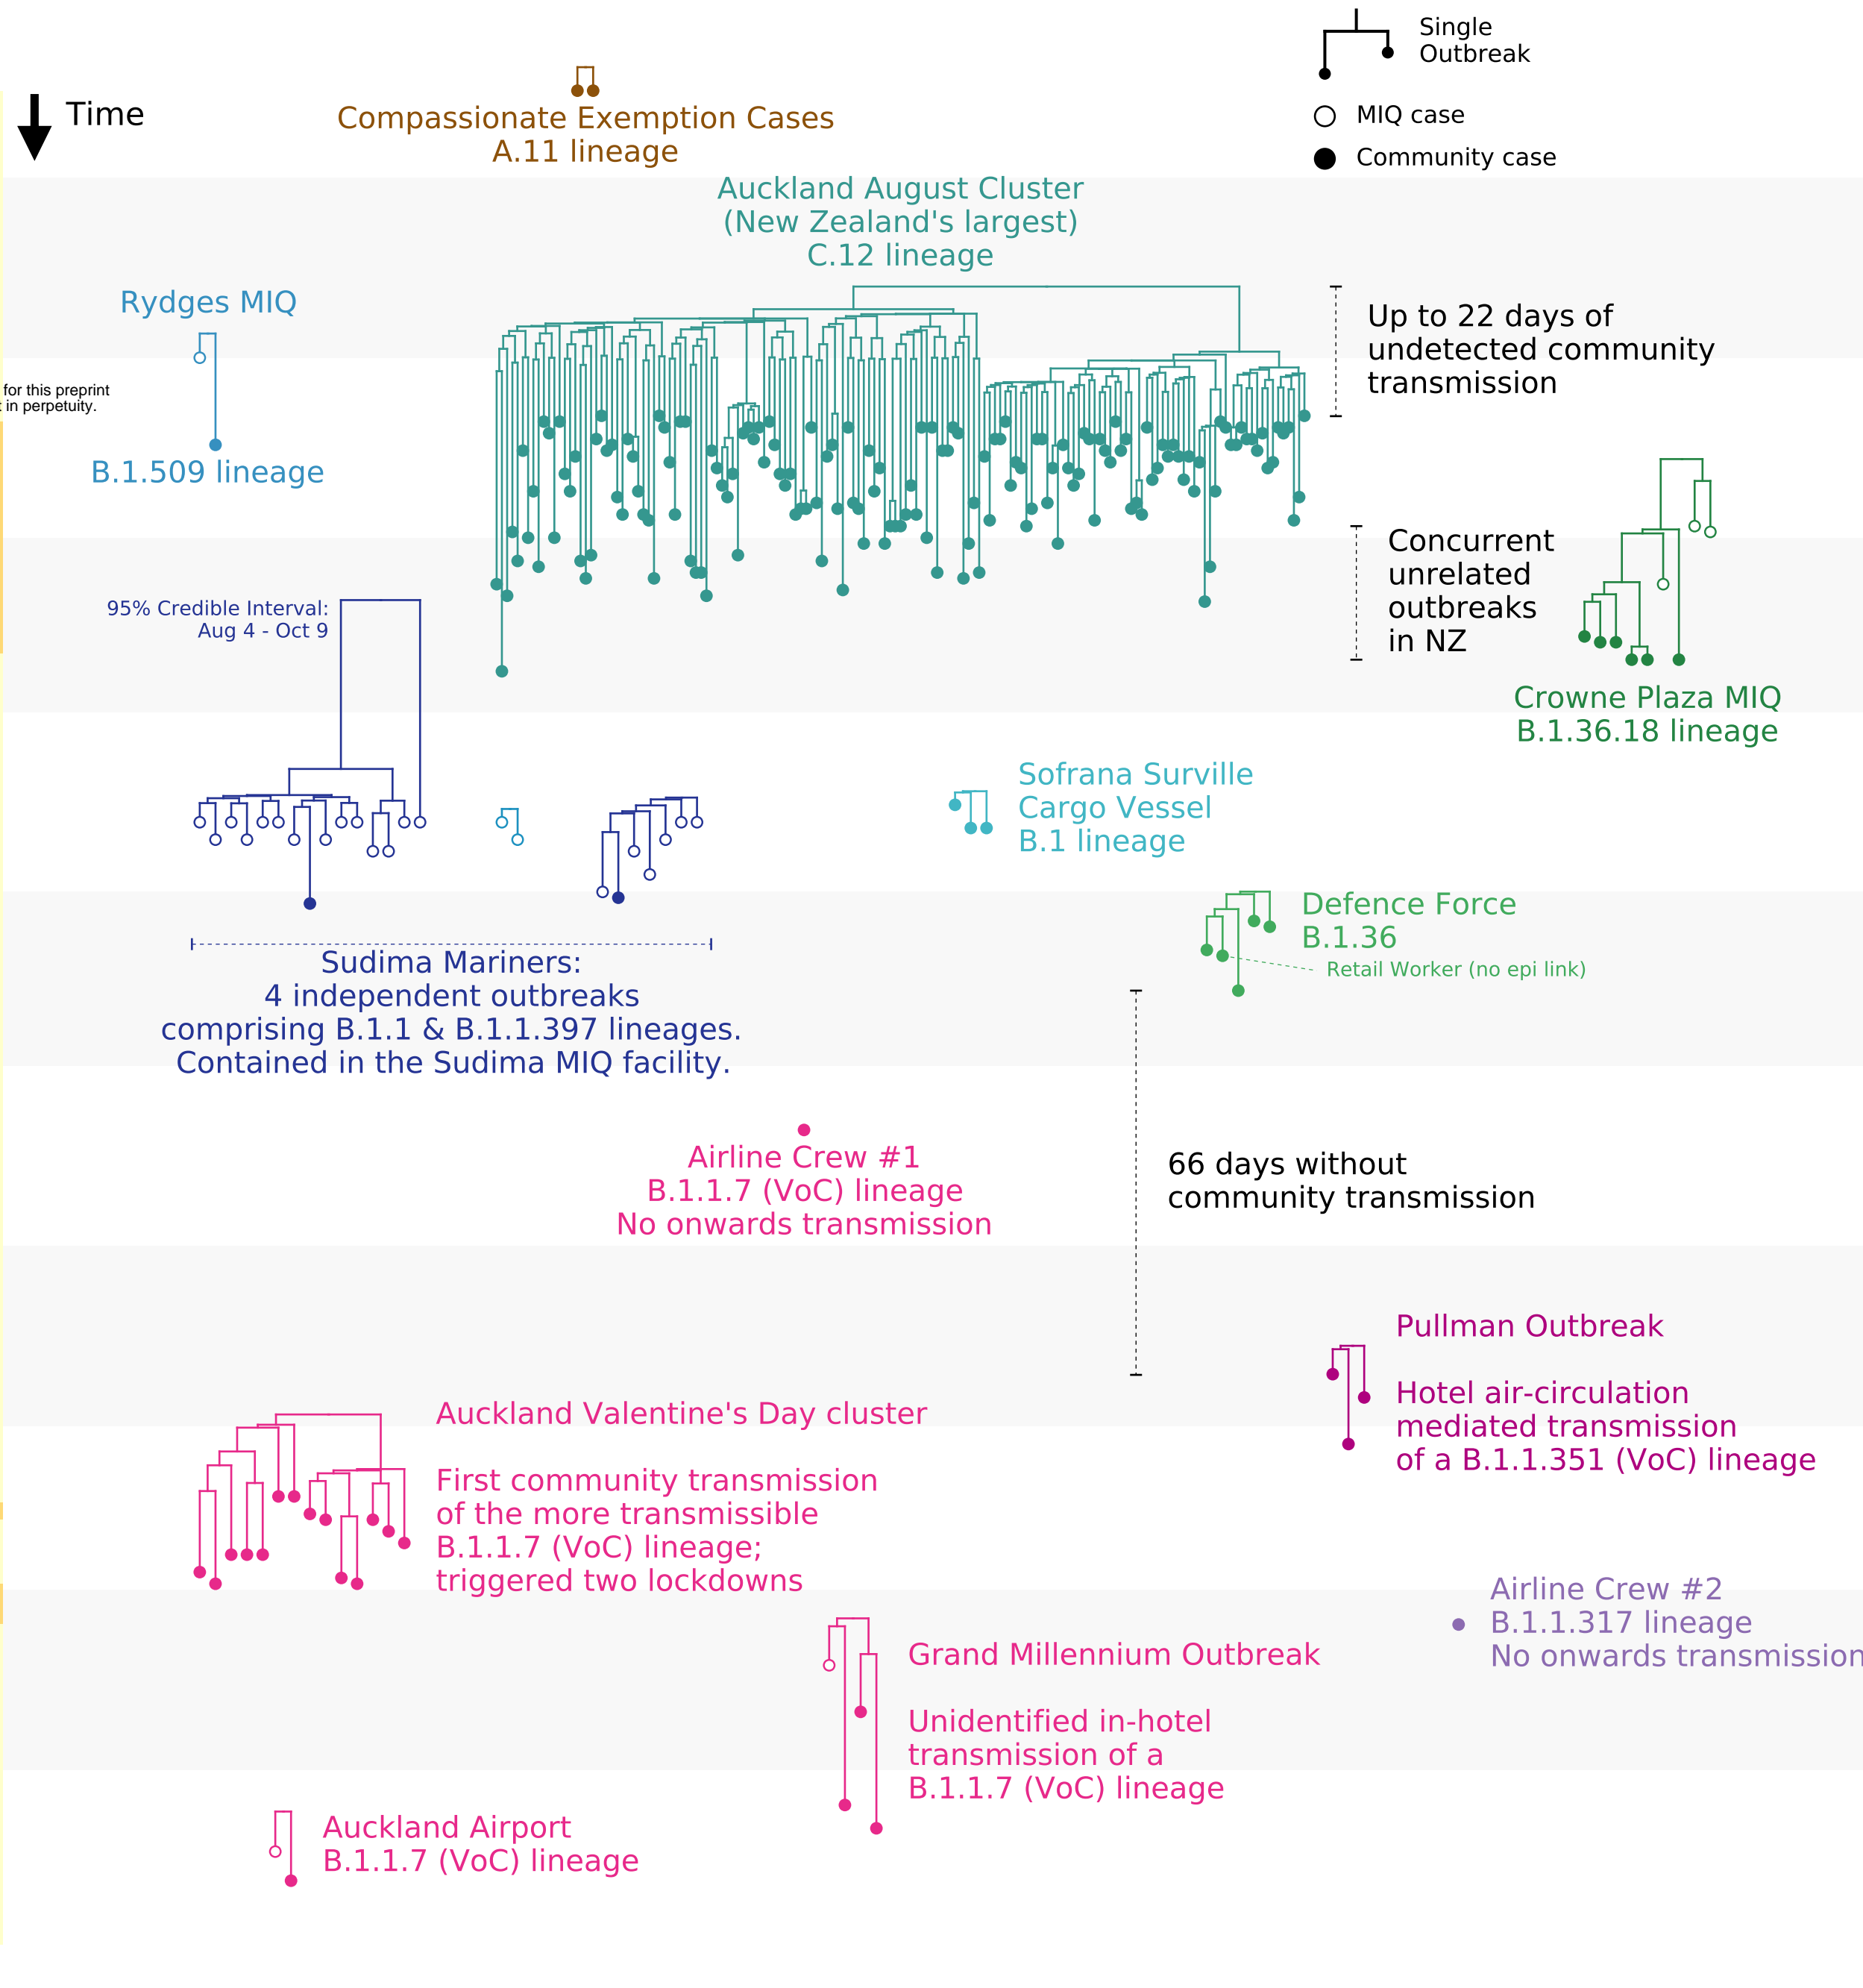 Single
Outbreak
MIQ case
Community case
Time
Compassionate Exemption Cases
A.11 lineage
Auckland August Cluster
(New Zealand's largest)
C.12 lineage
Rydges MIQ
Up to 22 days of
undetected community
transmission
for this preprint
in perpetuity.
B.1.509 lineage
Concurrent
unrelated
outbreaks
in NZ
95% Credible Interval:
Aug 4 - Oct 9
Crowne Plaza MIQ
B.1.36.18 lineage
Sofrana Surville
Cargo Vessel
B.1 lineage
Defence Force
B.1.36
Retail Worker (no epi link)
Sudima Mariners:
4 independent outbreaks
comprising B.1.1 & B.1.1.397 lineages.
Contained in the Sudima MIQ facility.
Airline Crew #1
B.1.1.7 (VoC) lineage
No onwards transmission
66 days without
community transmission
Pullman Outbreak
Hotel air-circulation
mediated transmission
of a B.1.1.351 (VoC) lineage
Auckland Valentine's Day cluster
First community transmission
of the more transmissible
B.1.1.7 (VoC) lineage;
triggered two lockdowns
Airline Crew #2
B.1.1.317 lineage
No onwards transmission
Grand Millennium Outbreak
Unidentified in-hotel
transmission of a
B.1.1.7 (VoC) lineage
Auckland Airport
B.1.1.7 (VoC) lineage